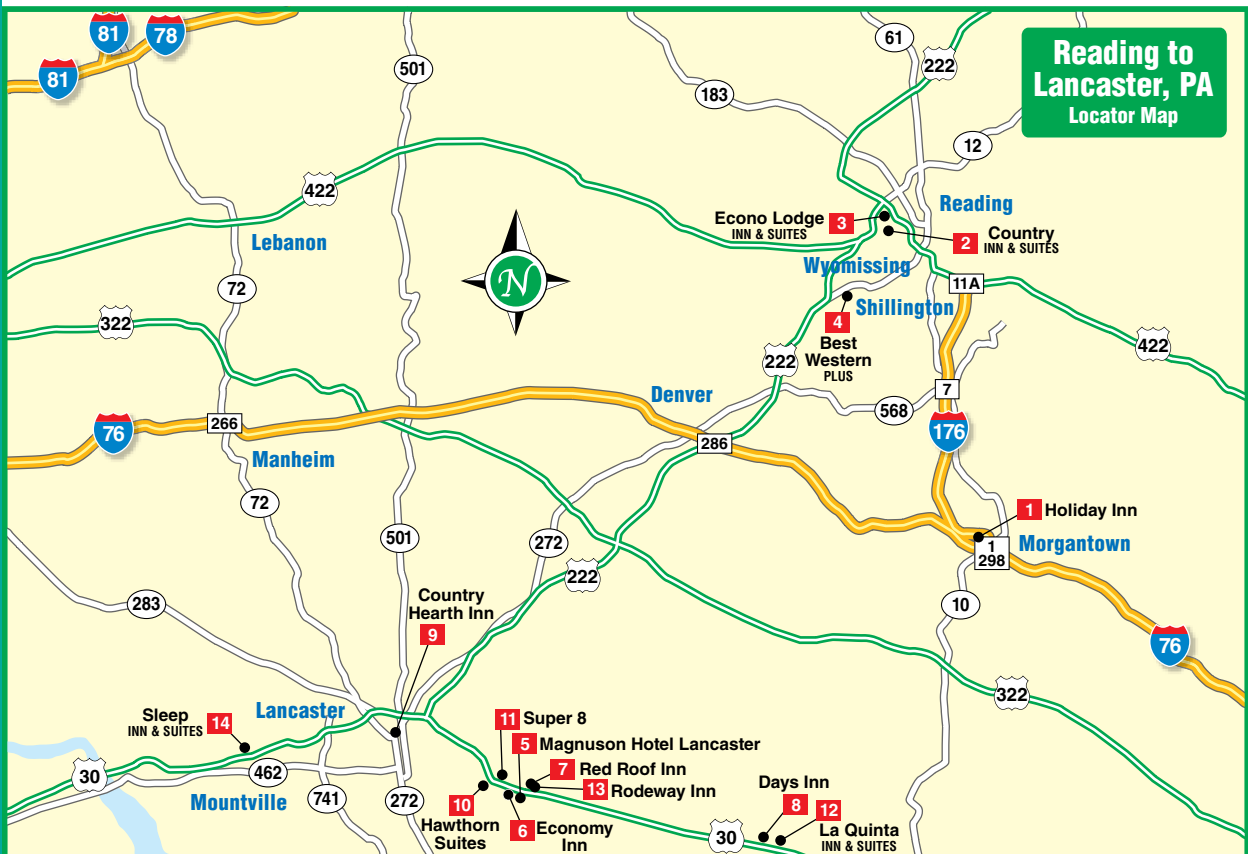 81
78
81
501
61
222
183
12
Reading to
Lancaster, PA
Locator Map
422
Lebanon
72
Econo Lodge
INN & SUITES
3
Reading
2
Country
INN & SUITES
Wyomissing
11A
N
322
Shillington
4
Best
Western
PLUS
222
422
Denver
7
568
176
76
266
286
Manheim
72
501
272
1
Holiday Inn
Morgantown
1
298
222
283
10
Country
Hearth Inn
9
76
322
Lancaster
Sleep
INN & SUITES
14
11
Super 8
5
Magnuson Hotel Lancaster
7
Red Roof Inn
13
Rodeway Inn
30
462
Mountville
741
272
10
Hawthorn
Suites
6
Economy
Inn
Days Inn
8
12
La Quinta
INN & SUITES
30